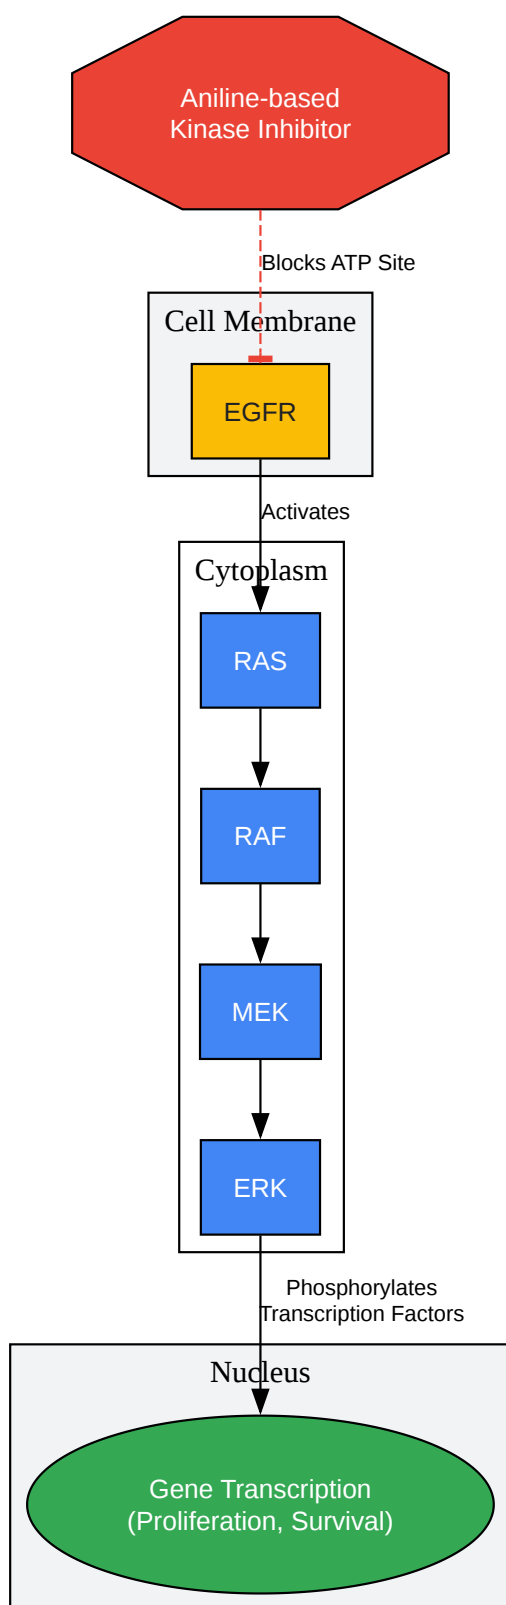 Aniline-based
Kinase Inhibitor
Blocks ATP Site
Cell Membrane
EGFR
Activates
Cytoplasm
RAS
RAF
MEK
ERK
Phosphorylates
Transcription Factors
Nucleus
Gene Transcription
(Proliferation, Survival)